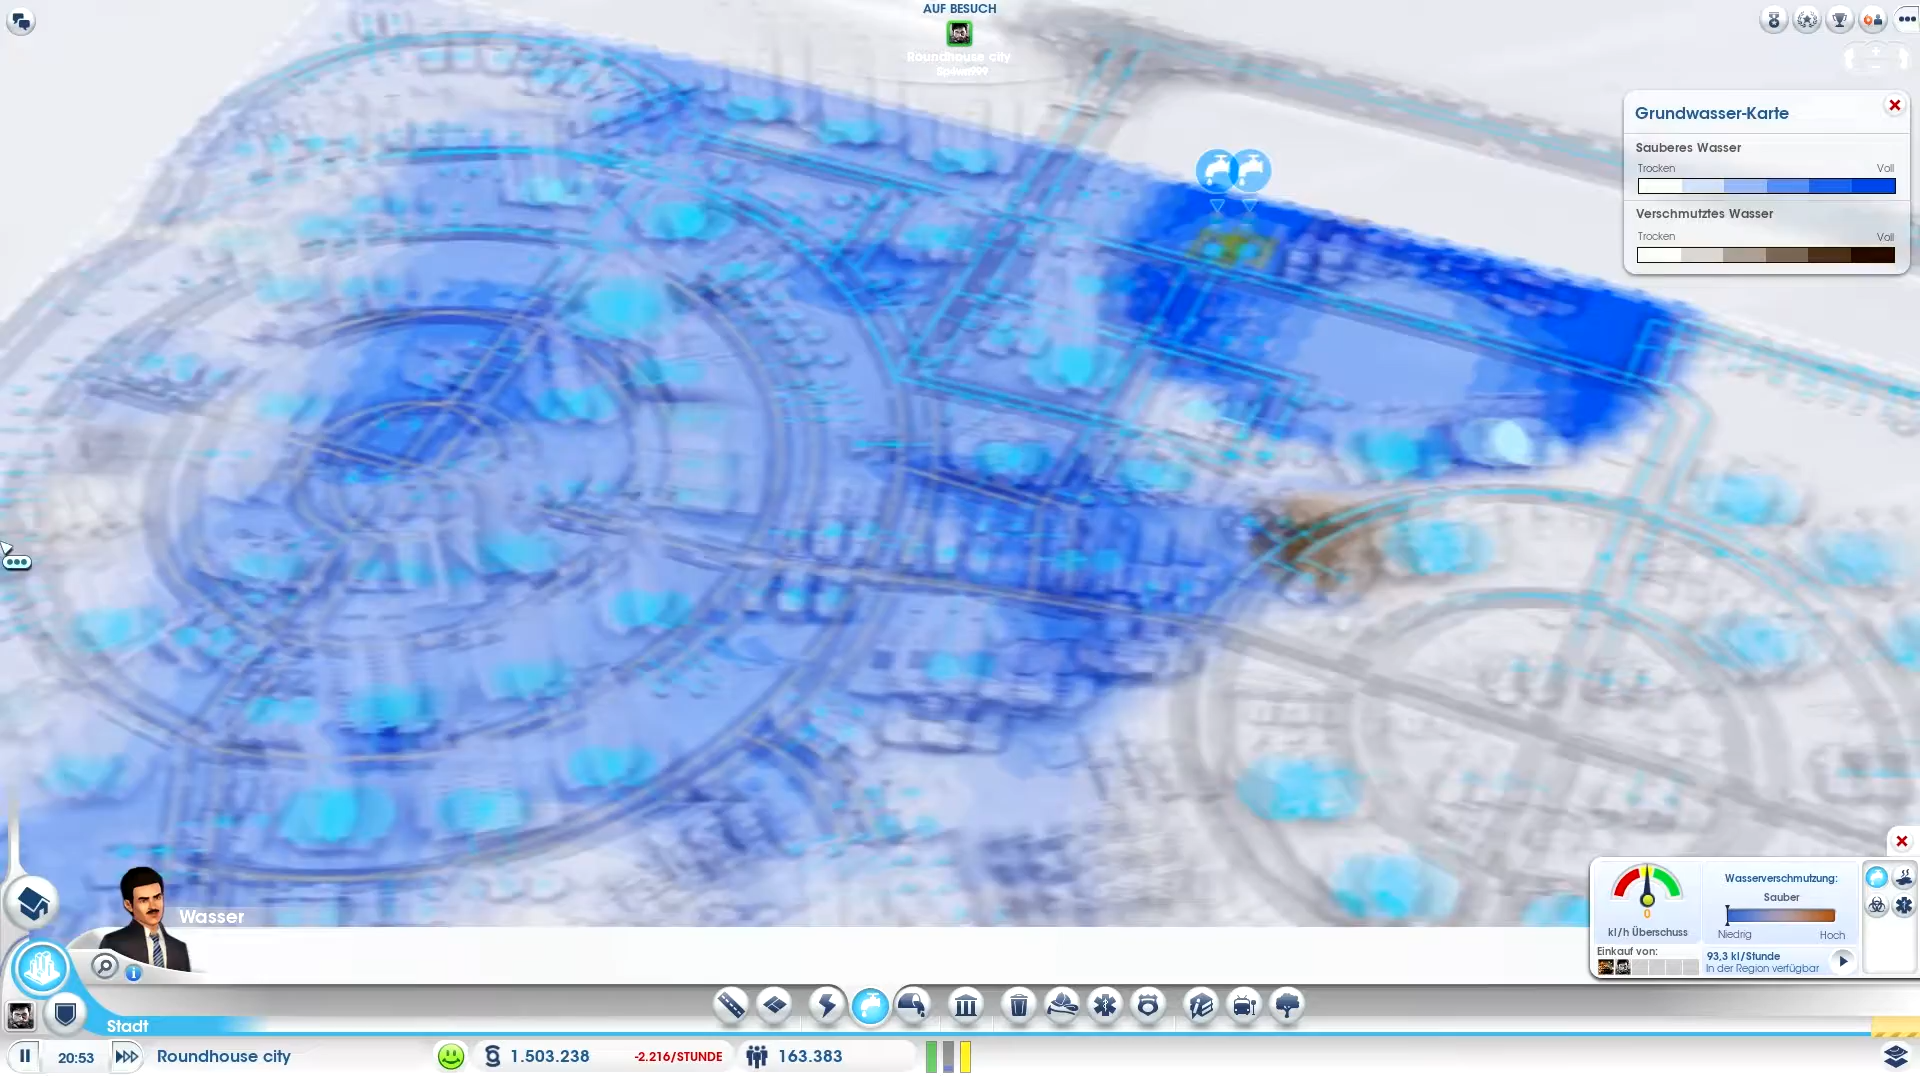 AUF BESUCH
Roundhouse city
Grundwasser-Karte
Sauberes Wasser
Trocken
Voll
Verschmutztes Wasser
Trocken
Voll
Wasser
0
kl/h Überschuss
Einkauf von:
Wasserverschmutzung:
Sauber
Niedrig
Hoch
93,3 kl/Stunde
In der Region verfügbar
Stadt
20:53
Roundhouse city
1.503.238
-2.216/STUNDE
163.383